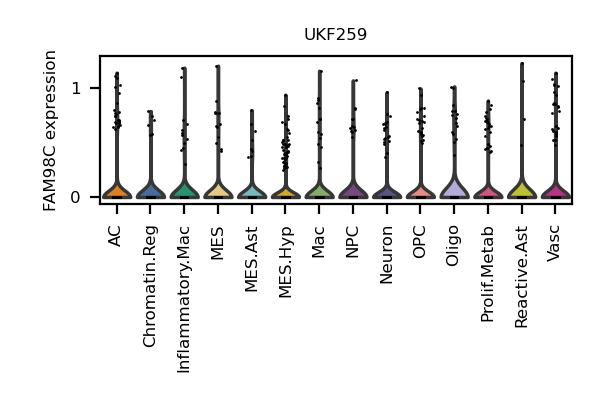 UKF259
FAM98C expression
1
0
AC
Chromatin.Reg
Inflammatory.Mac
MES
MES.Ast
MES.Hyp
Mac
NPC
Neuron
OPC
Oligo
Prolif.Metab
Reactive.Ast
Vasc